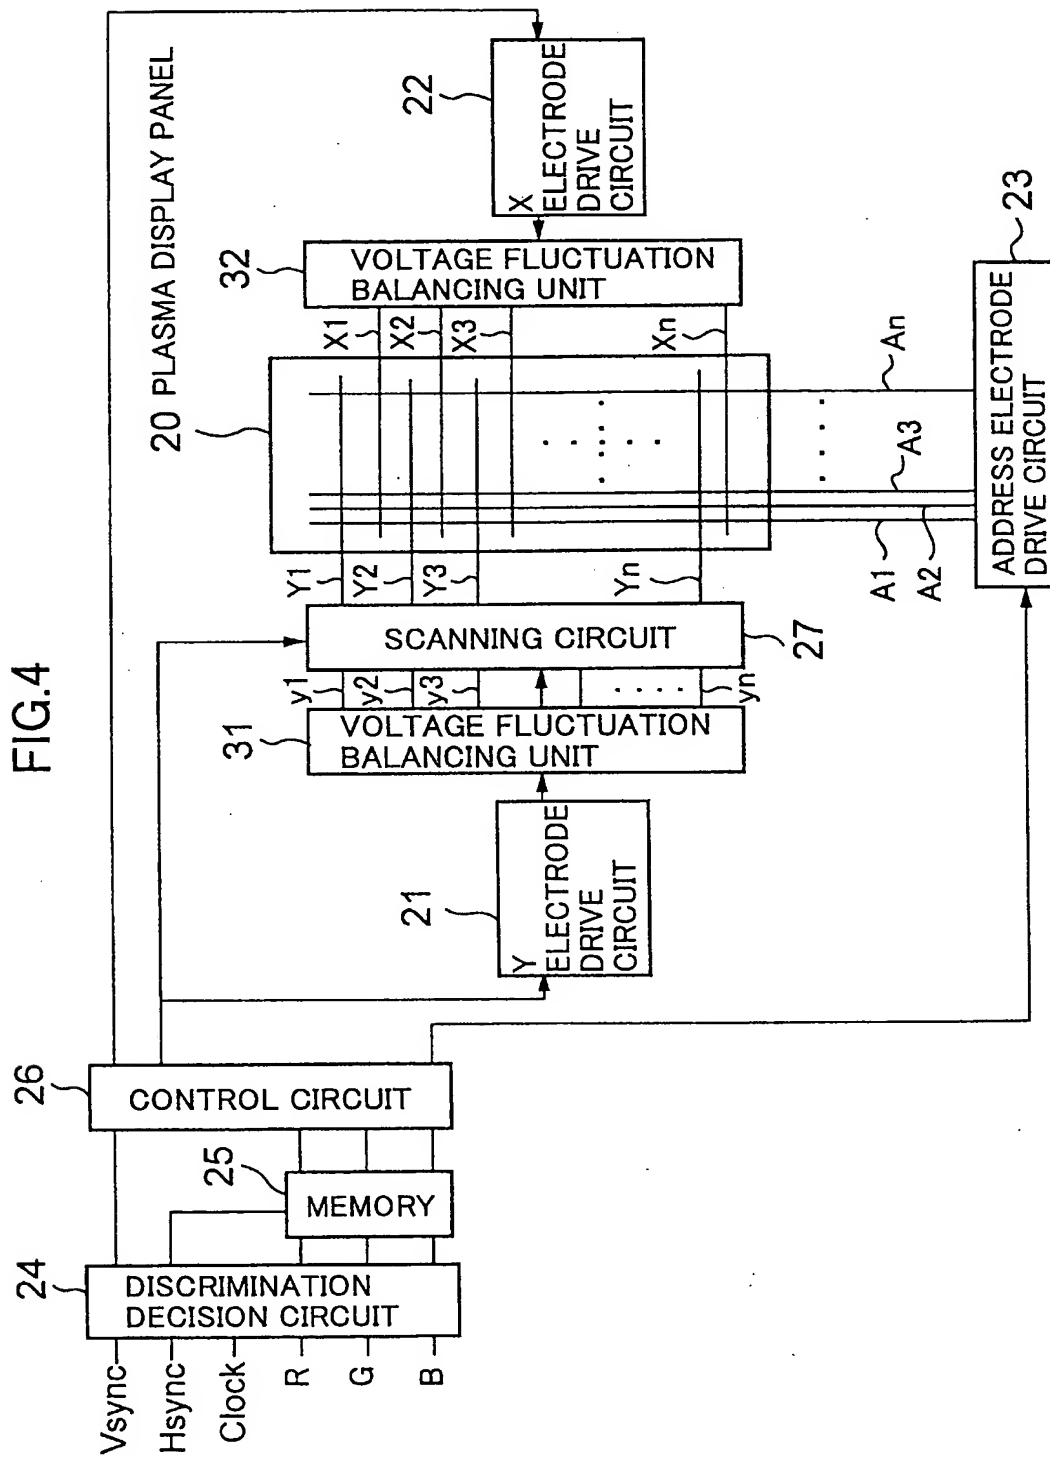 FIG.4
Vsync
Hsync
Clock
R
G
B
24
DISCRIMINATION
DECISION CIRCUIT
25
MEMORY
26
CONTROL CIRCUIT
21
Y
ELECTRODE
DRIVE
CIRCUIT
31
VOLTAGE FLUCTUATION
BALANCING UNIT
y1
y2
y3
yn
SCANNING CIRCUIT
27
Y1
Y2
Y3
Yn
20 PLASMA DISPLAY PANEL
X1
X2
X3
Xn
32
VOLTAGE FLUCTUATION
BALANCING UNIT
22
X
ELECTRODE
DRIVE
CIRCUIT
A1
A2
A3
An
ADDRESS ELECTRODE
DRIVE CIRCUIT
23